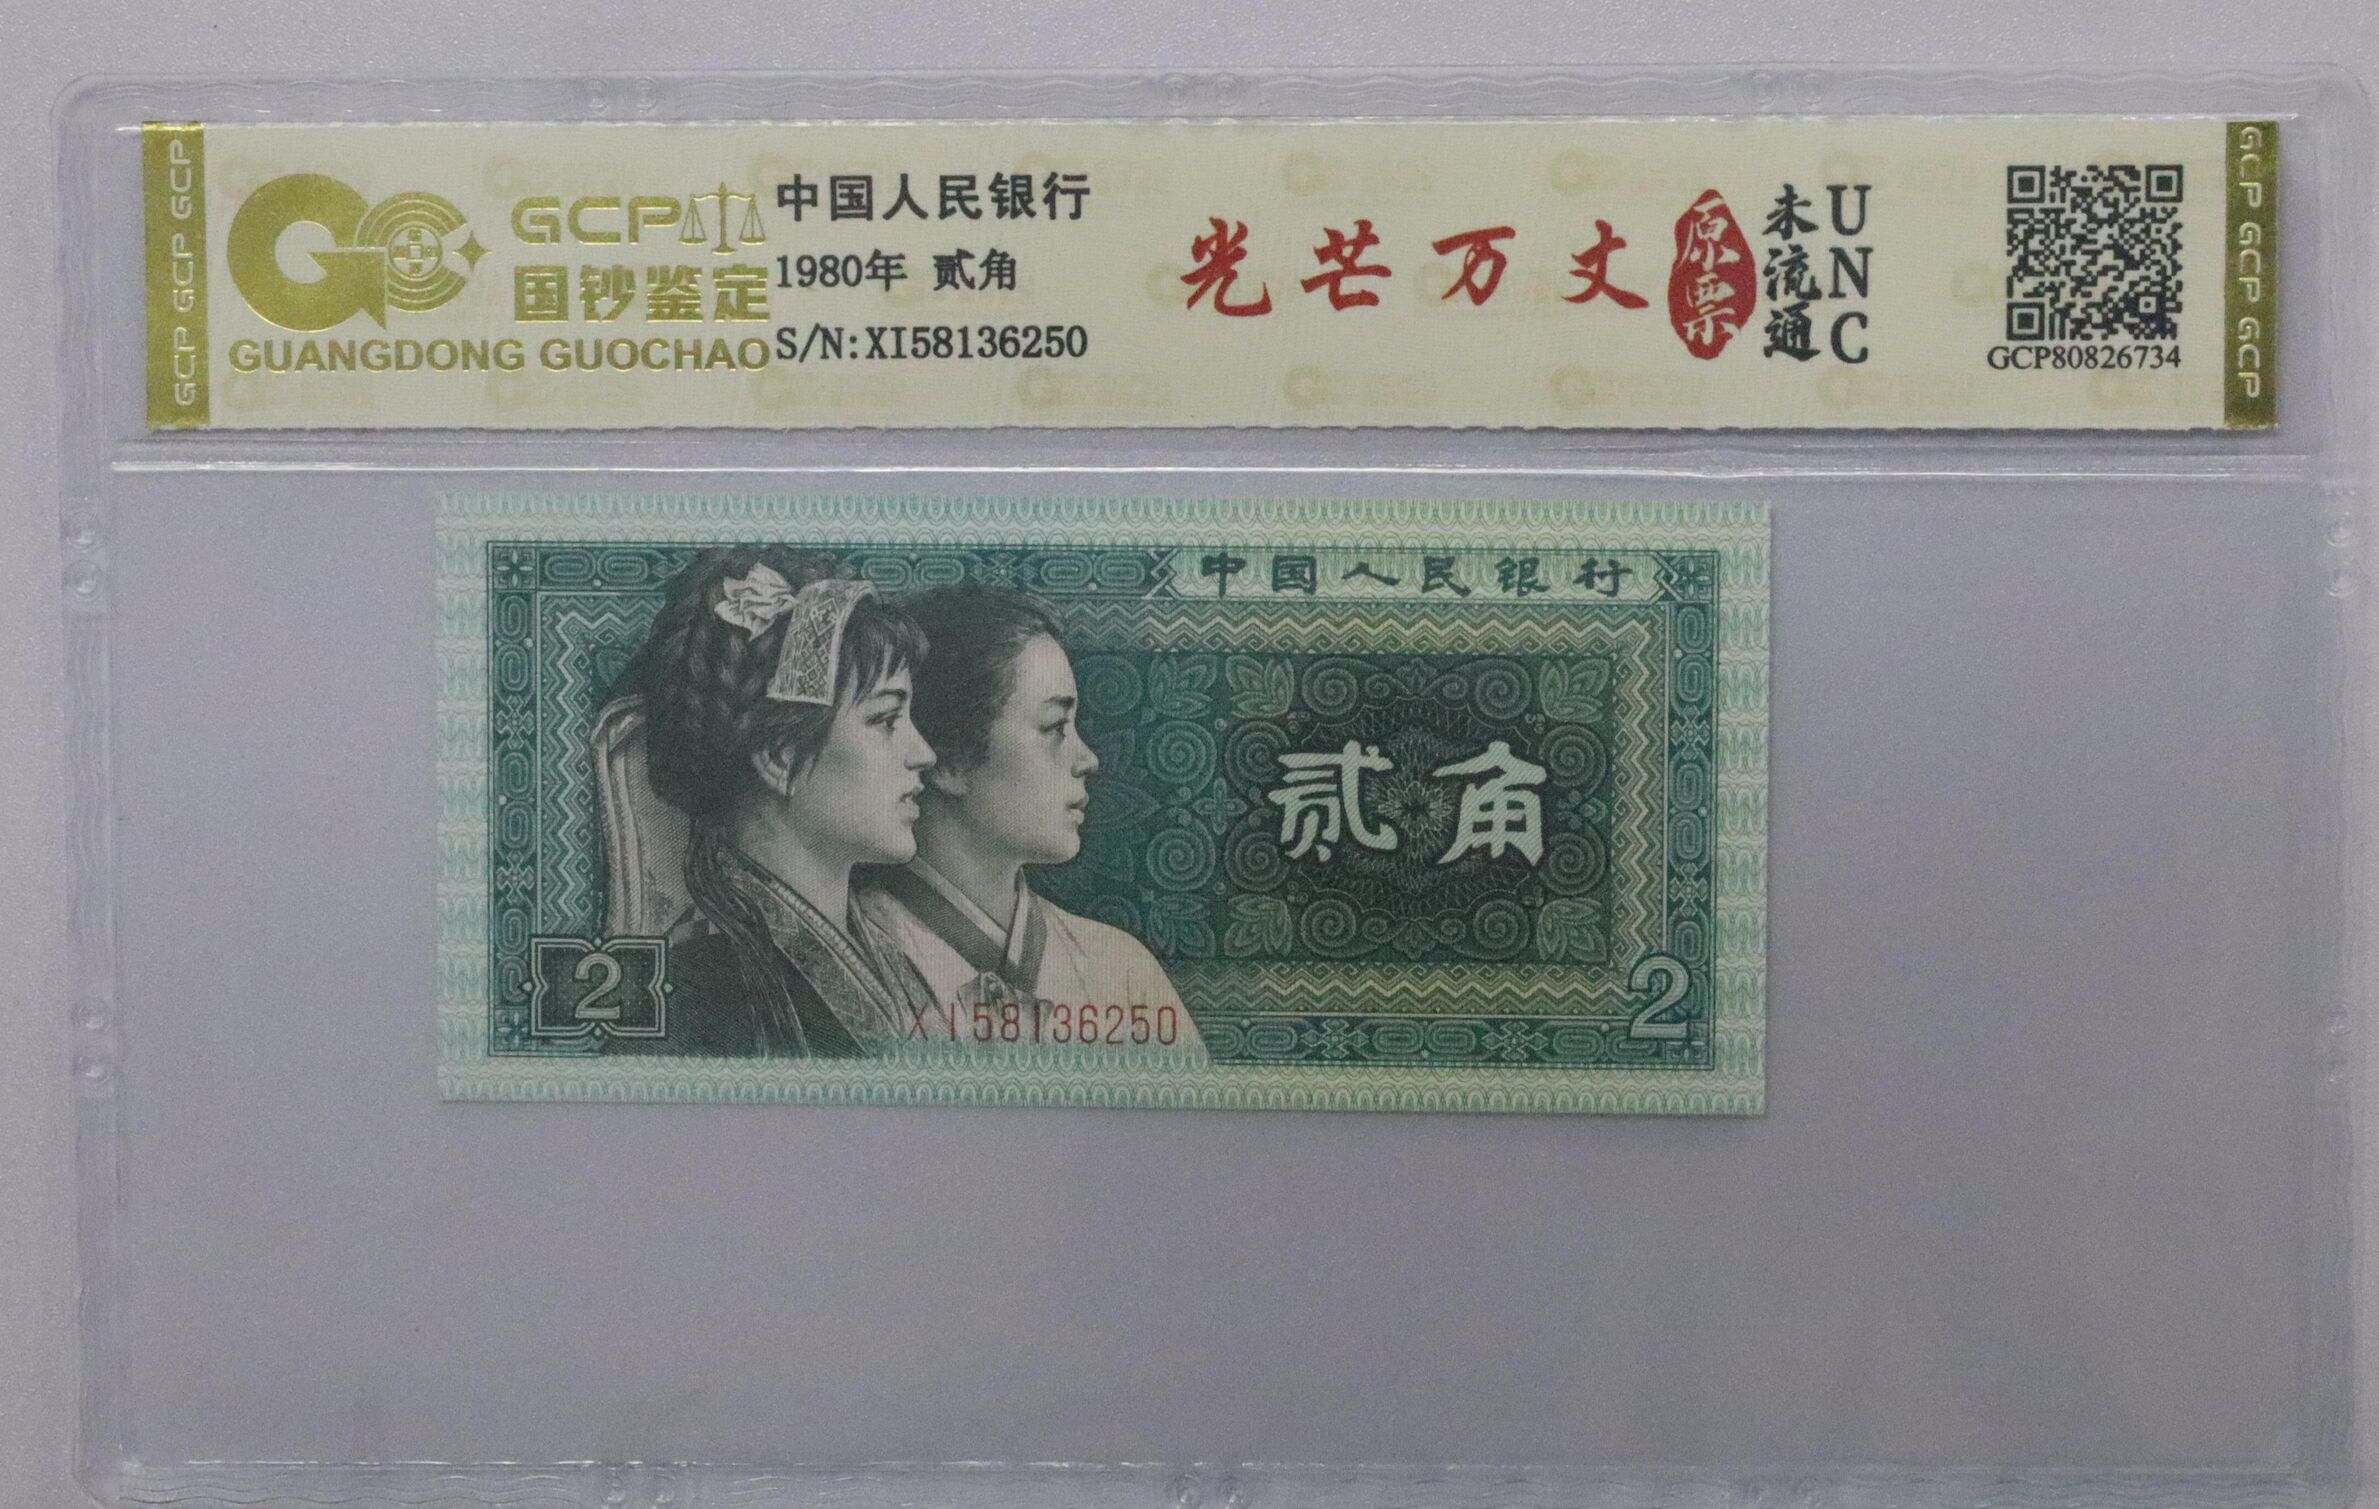 GCP GCP GCP
GCP
国钞鉴定
GUANGDONG GUOCHAO
中国人民银行
1980年 贰角
S/N:XI58136250
光芒万丈
原票
未流通
UNC
GCP80826734
GCP GCP GCP
中国人民银行
贰角
2
2
XI58136250